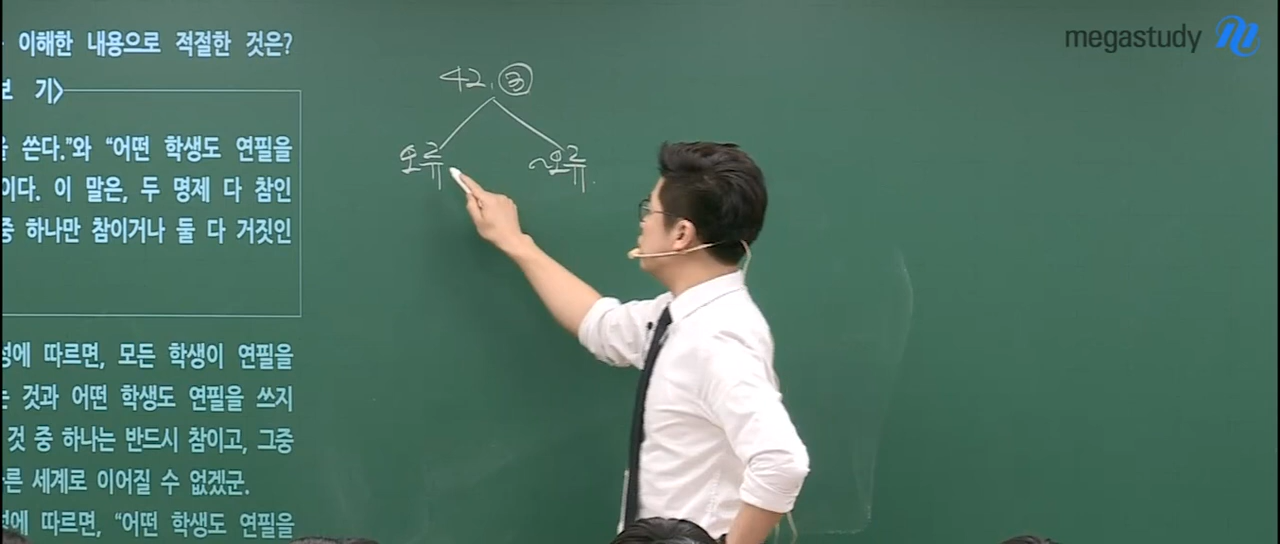 이해한 내용으로 적절한 것은?
보 기>
쓴다."와 "어떤 학생도 연필을
이다. 이 말은, 두 명제 다 참인
중 하나만 참이거나 둘 다 거짓인
성에 따르면, 모든 학생이 연필을
는 것과 어떤 학생도 연필을 쓰지
것 중 하나는 반드시 참이고, 그중
다른 세계로 이어질 수 없겠군.
성에 따르면, "어떤 학생도 연필을
42. ③
오류 ~오류.
megastudy